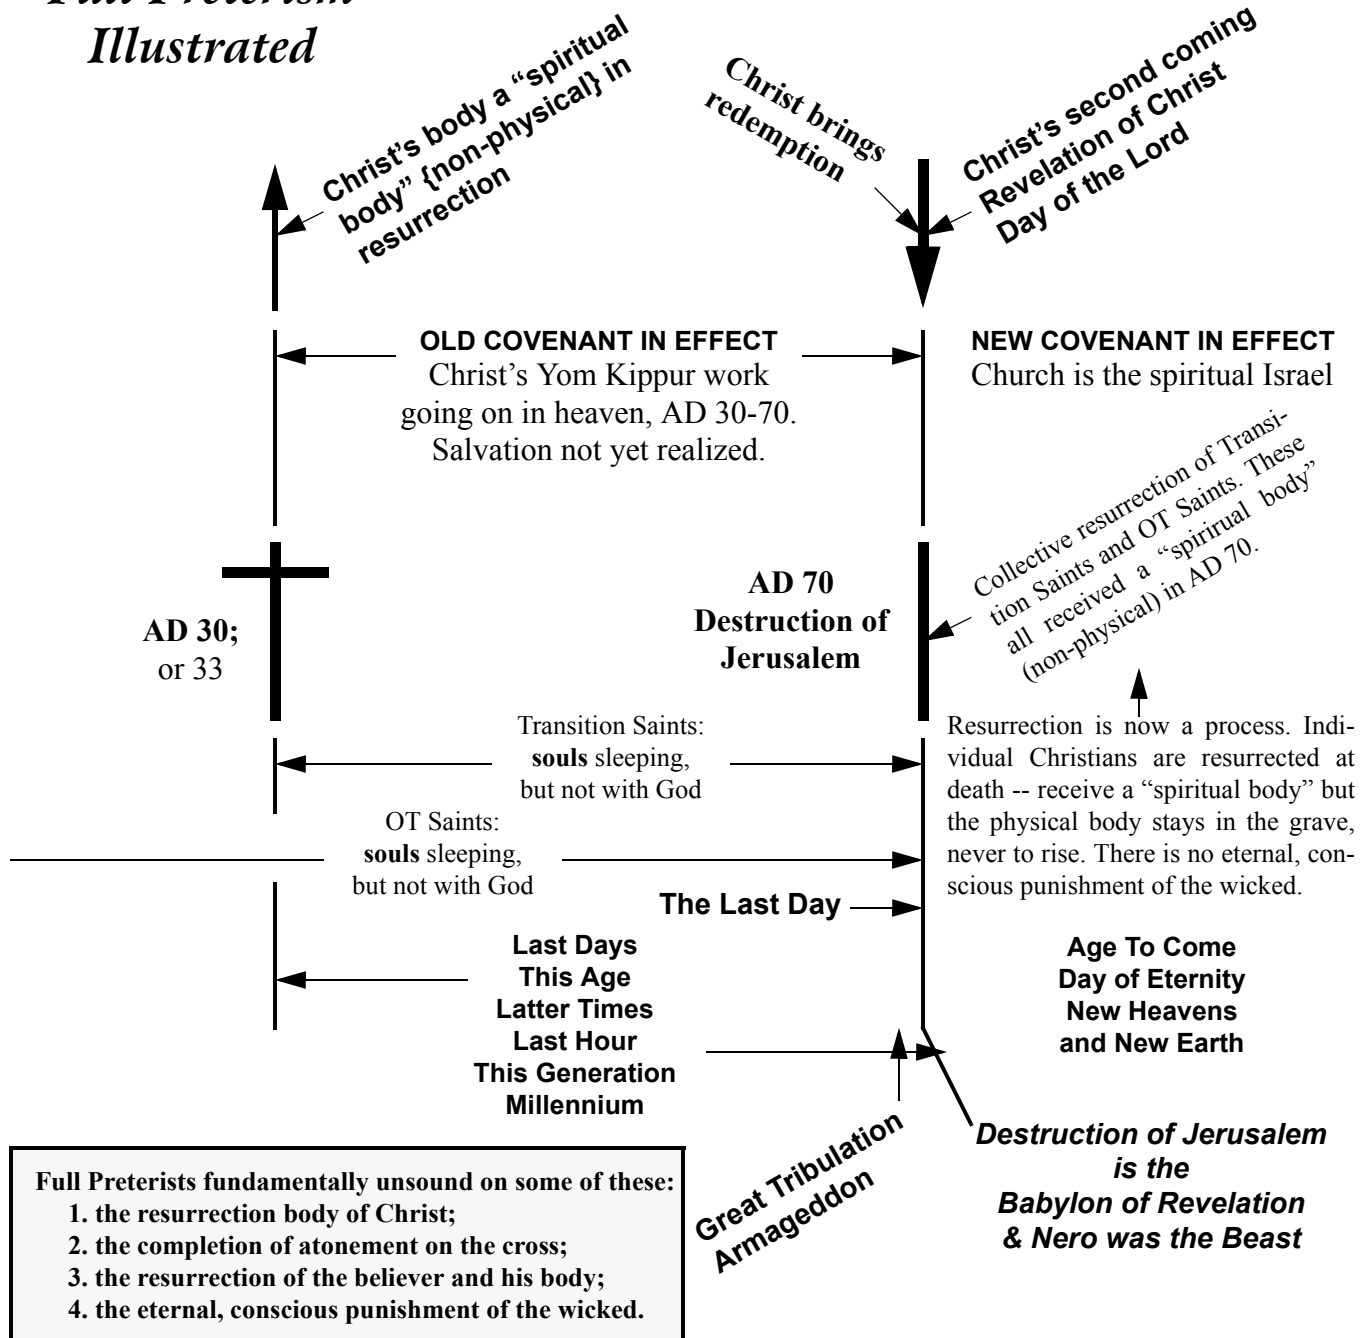 Full Preterism
Illustrated
Christ's body a “spiritual
body” {non-physical} in
resurrection
Christ brings
redemption
Christ's second coming
Revelation of Christ
Day of the Lord
OLD COVENANT IN EFFECT
Christ's Yom Kippur work
going on in heaven, AD 30-70.
Salvation not yet realized.
NEW COVENANT IN EFFECT
Church is the spiritual Israel
Collective resurrection of Transi-
tion Saints and OT Saints. These
all received a “spirirual body”
(non-physical) in AD 70.
AD 30;
or 33
AD 70
Destruction of
Jerusalem
Transition Saints:
souls sleeping,
but not with God
OT Saints:
souls sleeping,
but not with God
Resurrection is now a process. Indi-
vidual Christians are resurrected at
death -- receive a “spiritual body” but
the physical body stays in the grave,
never to rise. There is no eternal, con-
scious punishment of the wicked.
The Last Day
Last Days
This Age
Latter Times
Last Hour
This Generation
Millennium
Age To Come
Day of Eternity
New Heavens
and New Earth
Great Tribulation
Armageddon
Destruction of Jerusalem
is the
Babylon of Revelation
& Nero was the Beast
Full Preterists fundamentally unsound on some of these:
1. the resurrection body of Christ;
2. the completion of atonement on the cross;
3. the resurrection of the believer and his body;
4. the eternal, conscious punishment of the wicked.